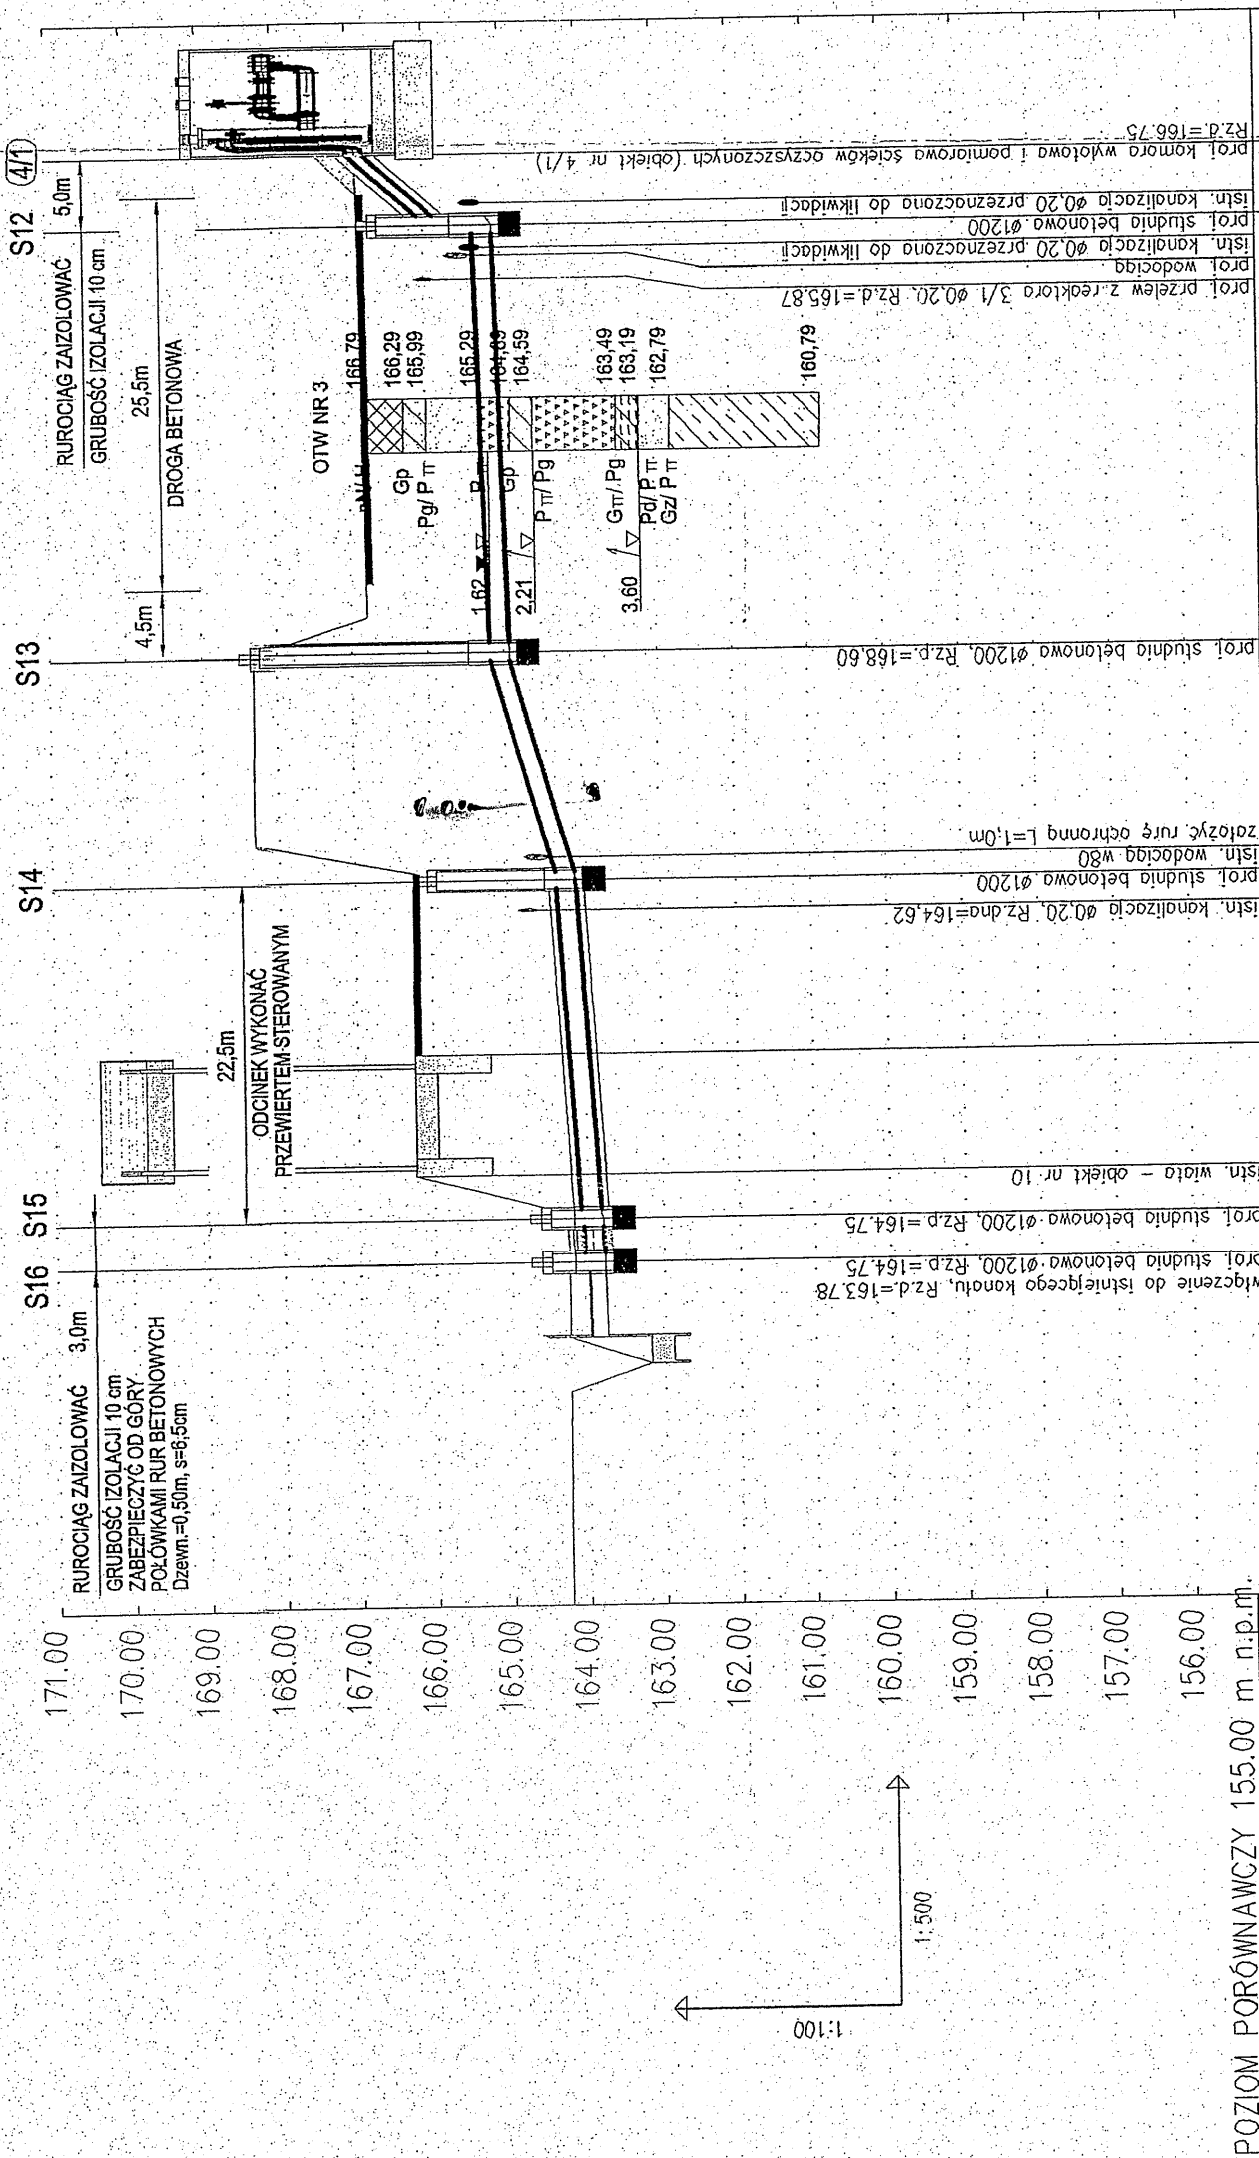 S16
S15
S14
S13
S12
4/1
RUROCIĄG ZAIZOLOWAĆ
3,0m
GRUBOŚĆ IZOLACJI 10 cm
ZABEZPIECZYĆ OD GÓRY
POŁÓWKAMI RUR BETONOWYCH
Dzewn.=0,50m, s=6,5cm
22,5m
ODCINEK WYKONAĆ
PRZEWIERTEM STEROWANYM
4,5m
25,5m
DROGA BETONOWA
RUROCIĄG ZAIZOLOWAĆ
5,0m
GRUBOŚĆ IZOLACJI 10 cm
OTW NR 3
166,79
Gp
166,29
Pg/ P π
165,99
165,29
Gp
164,59
P π/ Pg
Gπ/ Pg
163,49
163,19
Pd/ P π
162,79
Gz/ P π
160,79
1,62
2,21
3,60
171.00
170.00
169.00
168.00
167.00
166.00
165.00
164.00
163.00
162.00
161.00
160.00
159.00
158.00
157.00
156.00
POZIOM PORÓWNAWCZY 155.00 m n.p.m.
1:100
1:500
włączenie do istniejącego kanału, Rz.d.=163.78
proj. studnia betonowa ø1200, Rz.p.=164.75
proj. studnia betonowa ø1200, Rz.p.=164.75
istn. wiata – obiekt nr 10
istn. kanalizacja ø0,20, Rz.dna=164,62
proj. studnia betonowa ø1200
istn. wodociąg w80
założyć rurę ochronną L=1,0m
proj. studnia betonowa ø1200, Rz.p.=168,60
proj. przelew z reaktora 3/1 ø0,20, Rz.d.=165.87
proj. wodociąg
istn. kanalizacja ø0,20 przeznaczona do likwidacji
proj. studnia betonowa ø1200
istn. kanalizacja ø0,20 przeznaczona do likwidacji
proj. komora wylotowa i pomiarowa ścieków oczyszczonych (obiekt nr 4/1)
Rz.d.=166.75